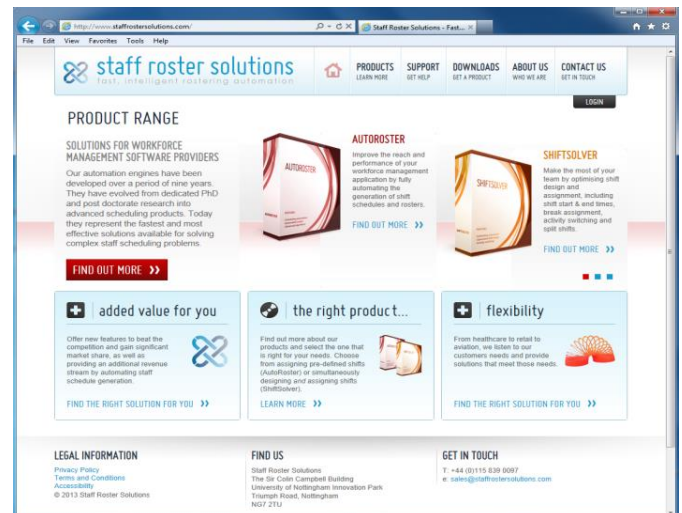 http://www.staffrostersolutions.com/
Staff Roster Solutions - Fast...
File Edit View Favorites Tools Help
staff roster solutions
fast, intelligent rostering automation
PRODUCTS
LEARN MORE
SUPPORT
GET HELP
DOWNLOADS
GET A PRODUCT
ABOUT US
WHO WE ARE
CONTACT US
GET IN TOUCH
LOGIN
PRODUCT RANGE
SOLUTIONS FOR WORKFORCE
MANAGEMENT SOFTWARE PROVIDERS
Our automation engines have been
developed over a period of nine years.
They have evolved from dedicated PhD
and post doctorate research into
advanced scheduling products. Today
they represent the fastest and most
effective solutions available for solving
complex staff scheduling problems.
FIND OUT MORE »
AUTOROSTER
AUTOROSTER
Improve the reach and
performance of your
workforce management
application by fully
automating the
generation of shift
schedules and rosters.
FIND OUT MORE »
SHIFTSOLVER
SHIFTSOLVER
Make the most of your
team by optimising shift
design and
assignment, including
shift start & end times,
break assignment,
activity switching and
split shifts.
FIND OUT MORE »
added value for you
Offer new features to beat the
competition and gain significant
market share, as well as
providing an additional revenue
stream by automating staff
schedule generation.
FIND THE RIGHT SOLUTION FOR YOU »
the right product...
Find out more about our
products and select the one that
is right for your needs. Choose
from assigning pre-defined shifts
(AutoRoster) or simultaneously
designing and assigning shifts
(ShiftSolver).
LEARN MORE »
flexibility
From healthcare to retail to
aviation, we listen to our
customers needs and provide
solutions that meet those needs.
FIND THE RIGHT SOLUTION FOR YOU »
LEGAL INFORMATION
Privacy Policy
Terms and Conditions
Accessibility
© 2013 Staff Roster Solutions
FIND US
Staff Roster Solutions
The Sir Colin Campbell Building
University of Nottingham Innovation Park
Triumph Road, Nottingham
NG7 2TU
GET IN TOUCH
T: +44 (0)115 839 0097
e: sales@staffrostersolutions.com